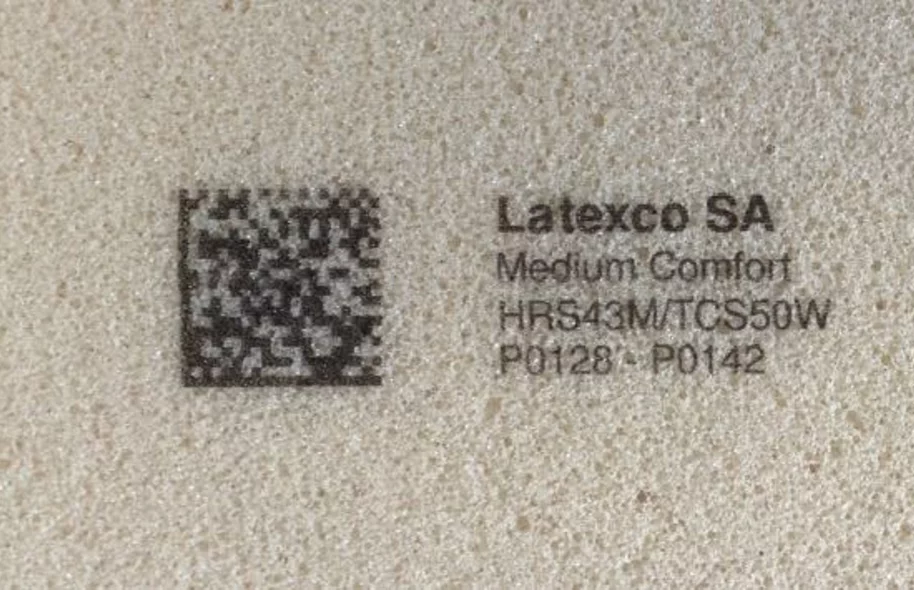 Latexco SA
Medium Comfort
HRS43M/TCS50W
P0128 - P0142